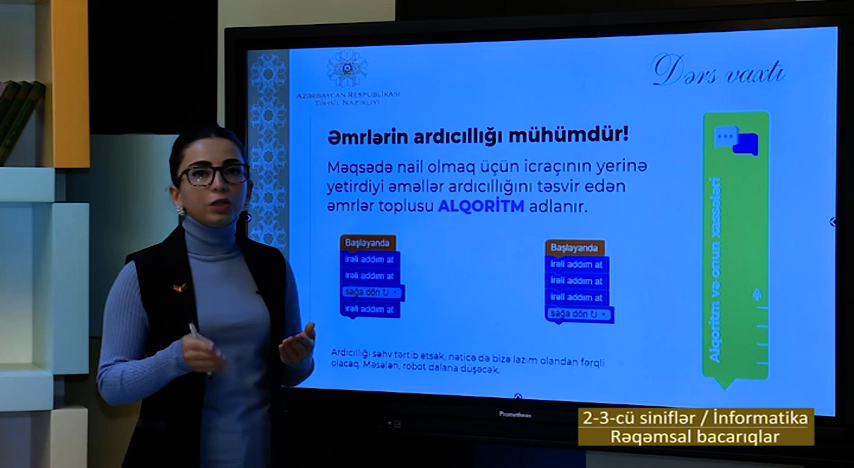 AZƏRBAYCAN RESPUBLİKASI
TƏHSİL NAZİRLİYİ
Dərs vaxtı
Əmrlərin ardıcıllığı mühümdür!
Məqsədə nail olmaq üçün icraçının yerinə
yetirdiyi əməllər ardıcıllığını təsvir edən
əmrlər toplusu ALQORİTM adlanır.
Başlayanda
irəli addım at
irəli addım at
sağa dön
irəli addım at
Başlayanda
irəli addım at
irəli addım at
irəli addım at
sağa dön
Ardıcıllığı səhv tərtib etsək, nəticə də bizə lazım olandan fərqli
olacaq. Məsələn, robot dalana düşəcək.
Alqoritm və onun xassələri
Promethean
2-3-cü siniflər / İnformatika
Rəqəmsal bacarıqlar